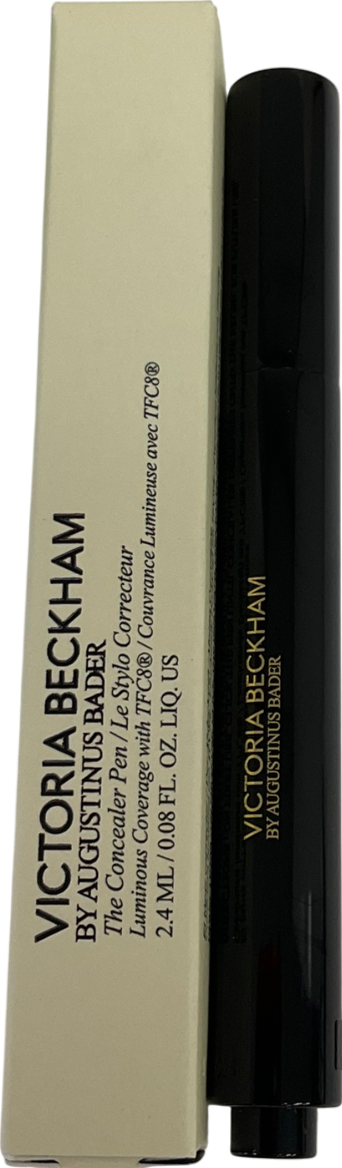 VICTORIA BECKHAM
BY AUGUSTINUS BADER
The Concealer Pen / Le Stylo Correcteur
Luminous Coverage with TFC8® / Couvrance Lumineuse avec TFC8®
2.4 ML / 0.08 FL. OZ. LIQ. US
VICTORIA BECKHAM
BY AUGUSTINUS BADER